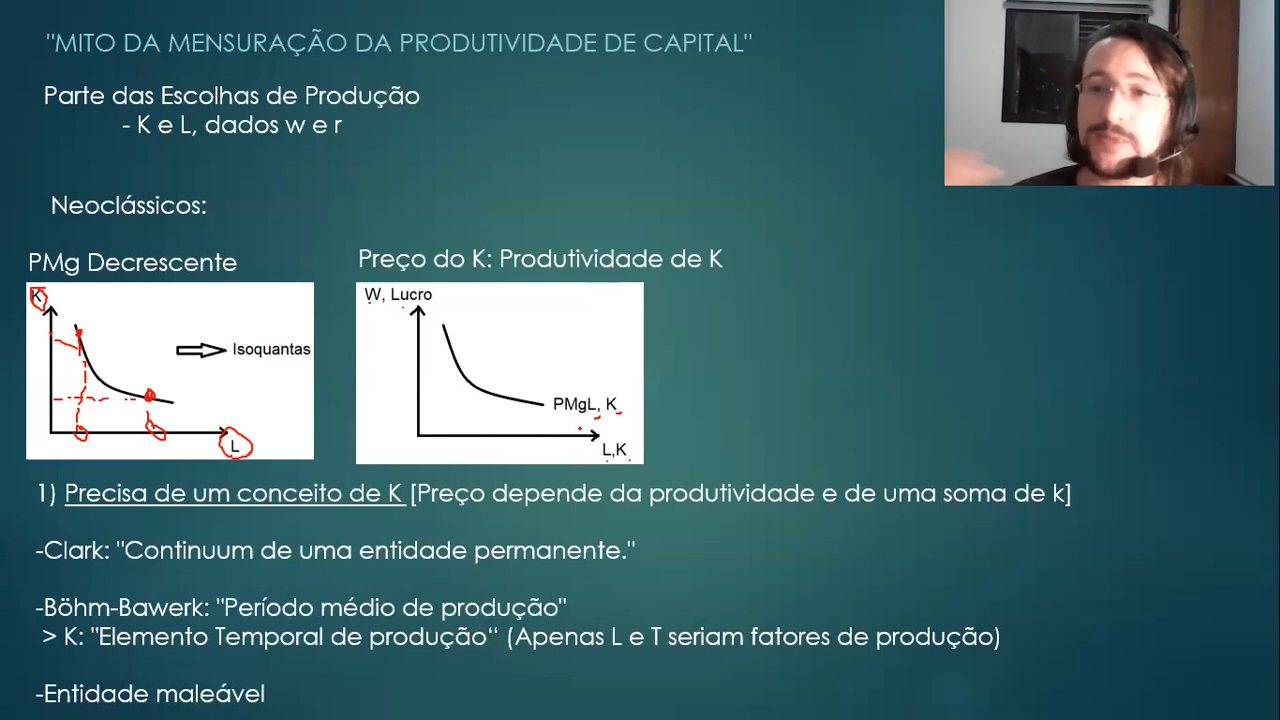 "MITO DA MENSURAÇÃO DA PRODUTIVIDADE DE CAPITAL"
Parte das Escolhas de Produção
- K e L, dados w e r
Neoclássicos:
PMg Decrescente
K
Isoquantas
L
Preço do K: Produtividade de K
W, Lucro
PMgL, K
L,K
1) Precisa de um conceito de K [Preço depende da produtividade e de uma soma de k]
-Clark: "Continuum de uma entidade permanente."
-Böhm-Bawerk: "Período médio de produção"
> K: "Elemento Temporal de produção“ (Apenas L e T seriam fatores de produção)
-Entidade maleável